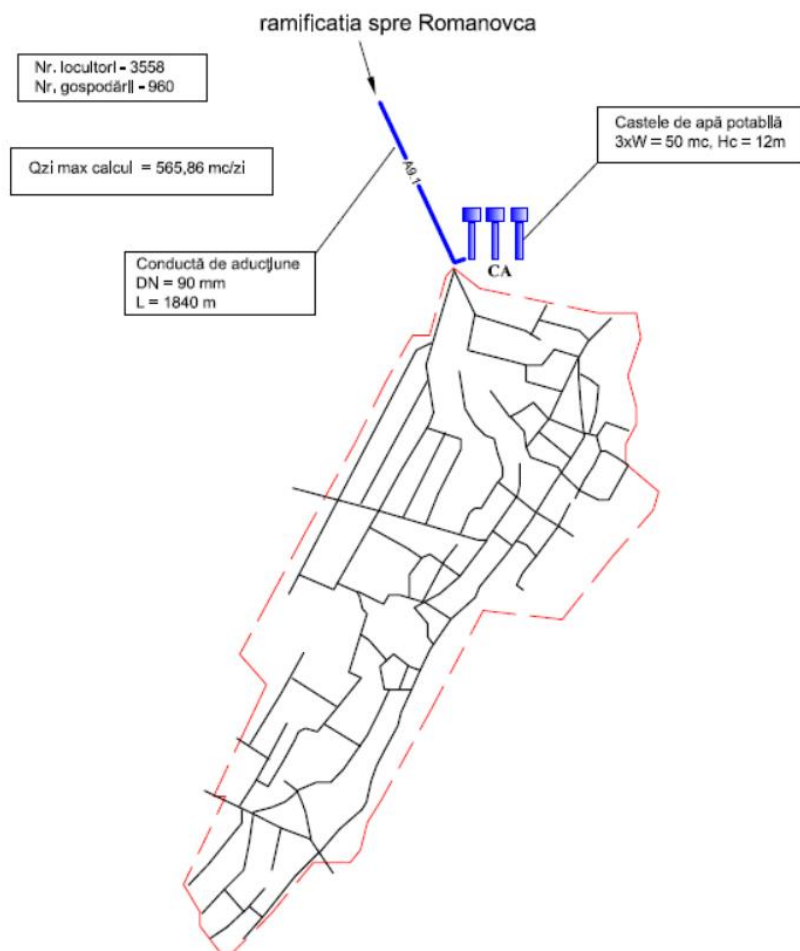 ramificatia spre Romanovca
Nr. locuitori - 3558
Nr. gospodării - 960
Castele de apă potabilă
3xW = 50 mc, Hc = 12m
Qzi max calcul = 565,86 mc/zi
A9.1
Conductă de aducțiune
DN = 90 mm
L = 1840 m
CA